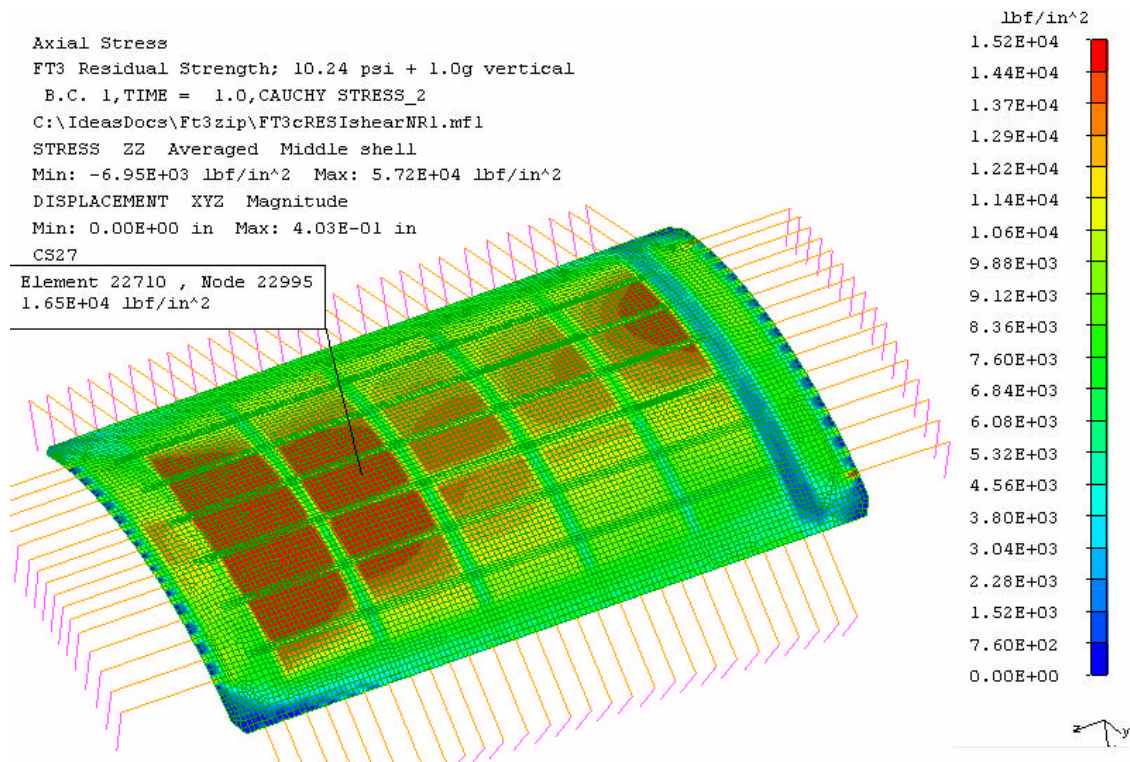 Axial Stress
FT3 Residual Strength; 10.24 psi + 1.0g vertical
B.C. 1,TIME = 1.0,CAUCHY STRESS_2
C:\IdeasDocs\Ft3zip\FT3cRESIshearNR1.mf1
STRESS ZZ Averaged Middle shell
Min: -6.95E+03 lbf/in^2 Max: 5.72E+04 lbf/in^2
DISPLACEMENT XYZ Magnitude
Min: 0.00E+00 in Max: 4.03E-01 in
CS27
Element 22710 , Node 22995
1.65E+04 lbf/in^2
lbf/in^2
1.52E+04
1.44E+04
1.37E+04
1.29E+04
1.22E+04
1.14E+04
1.06E+04
9.88E+03
9.12E+03
8.36E+03
7.60E+03
6.84E+03
6.08E+03
5.32E+03
4.56E+03
3.80E+03
3.04E+03
2.28E+03
1.52E+03
7.60E+02
0.00E+00
z y